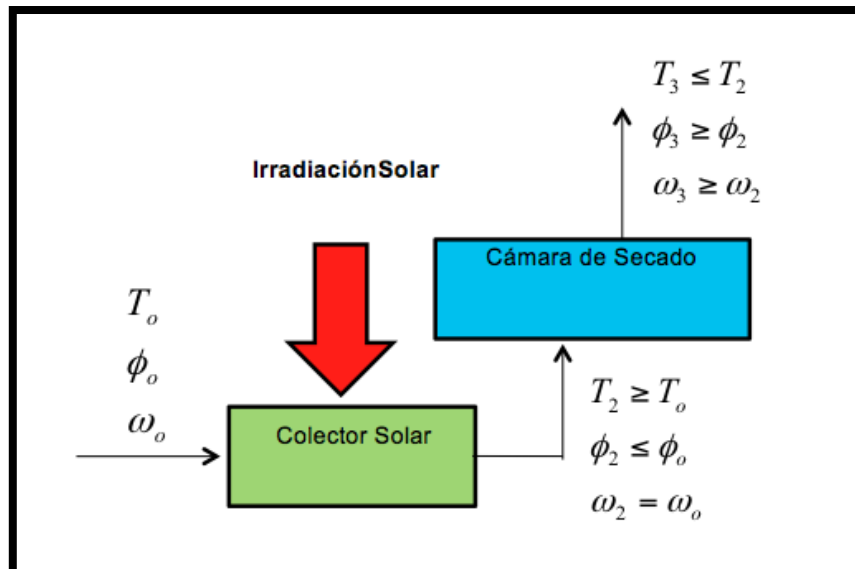 T₃ ≤ T₂
ϕ₃ ≥ ϕ₂
ω₃ ≥ ω₂
IrradiaciónSolar
Cámara de Secado
Tₒ
ϕₒ
ωₒ
Colector Solar
T₂ ≥ Tₒ
ϕ₂ ≤ ϕₒ
ω₂ = ωₒ